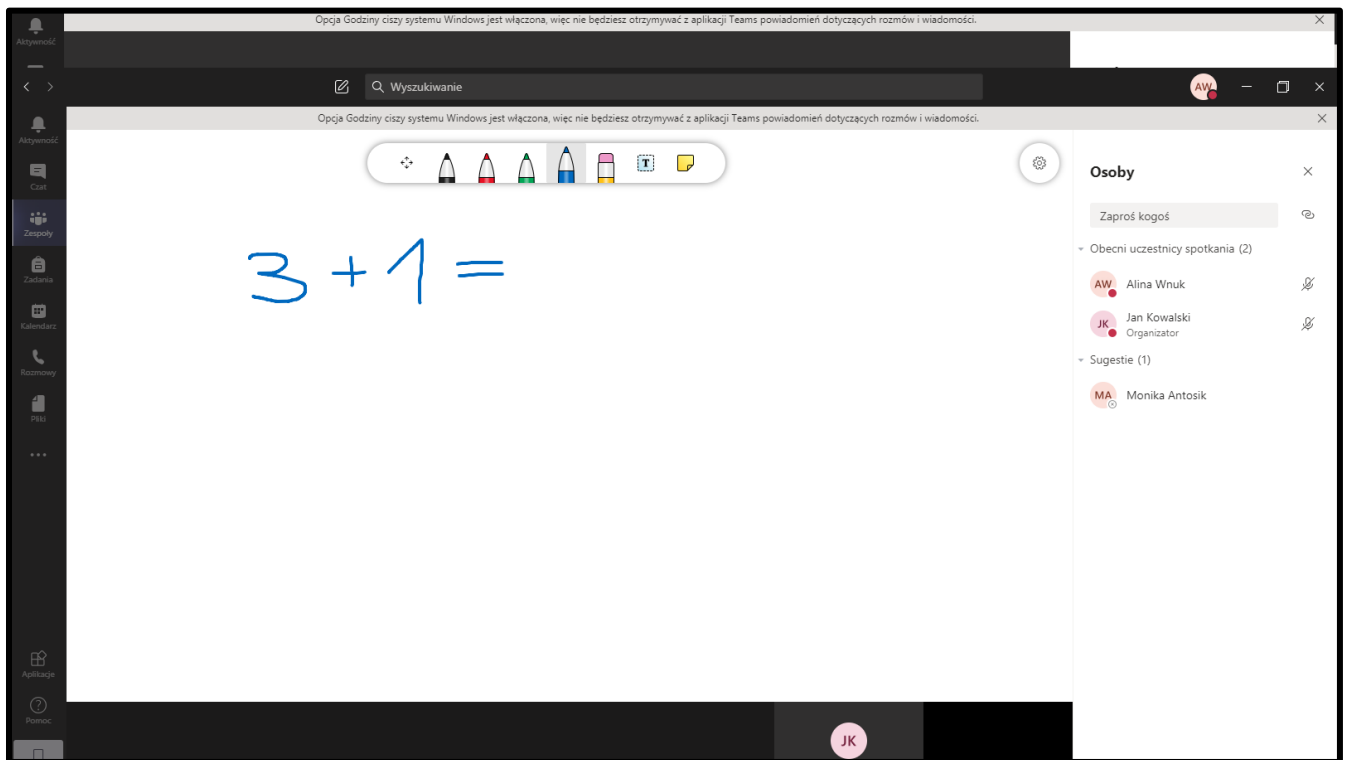 Opcja Godziny ciszy systemu Windows jest włączona, więc nie będziesz otrzymywać z aplikacji Teams powiadomień dotyczących rozmów i wiadomości.
Aktywność
Wyszukiwanie
AW
Opcja Godziny ciszy systemu Windows jest włączona, więc nie będziesz otrzymywać z aplikacji Teams powiadomień dotyczących rozmów i wiadomości.
Aktywność
Czat
Zespoły
Zadania
Kalendarz
Rozmowy
Pliki
Aplikacje
Pomoc
T
3 + 1 =
Osoby
Zaproś kogoś
Obecni uczestnicy spotkania (2)
AW Alina Wnuk
JK Jan Kowalski
Organizator
Sugestie (1)
MA Monika Antosik
JK